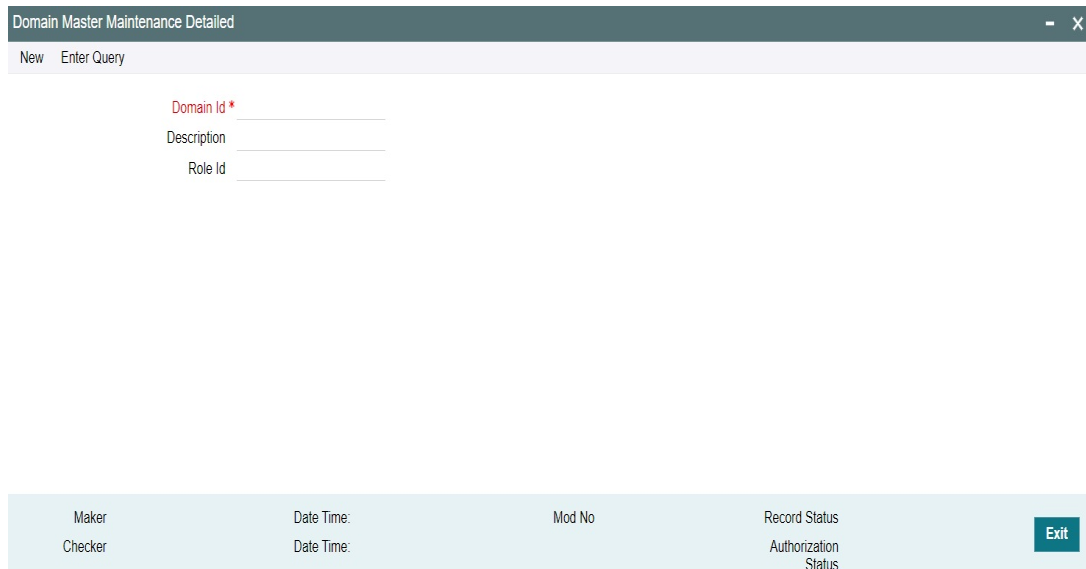 Domain Master Maintenance Detailed
New Enter Query
Domain Id *
Description
Role Id
Maker Date Time: Mod No Record Status
Checker Date Time: Authorization Status
Exit